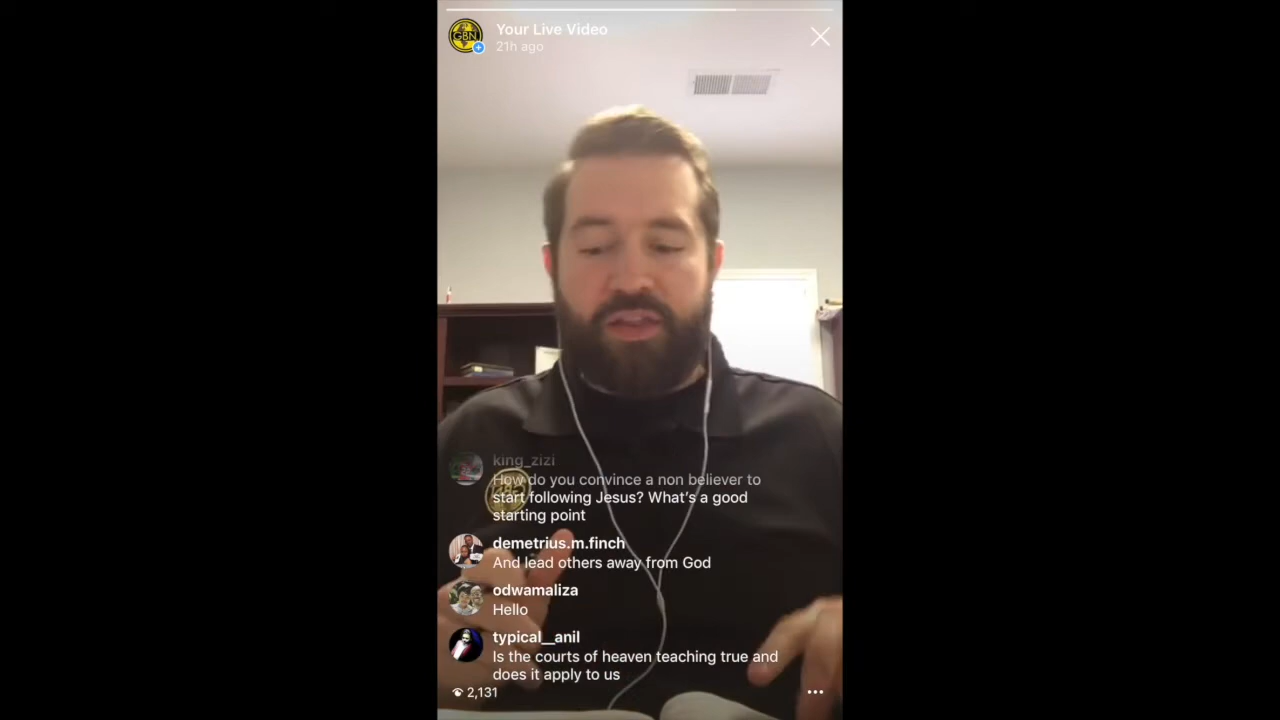 GBN
Your Live Video
21h ago
king_zizi
How do you convince a non believer to
start following Jesus? What's a good
starting point
demetrius.m.finch
And lead others away from God
odwamaliza
Hello
typical__anil
Is the courts of heaven teaching true and
does it apply to us
2,131